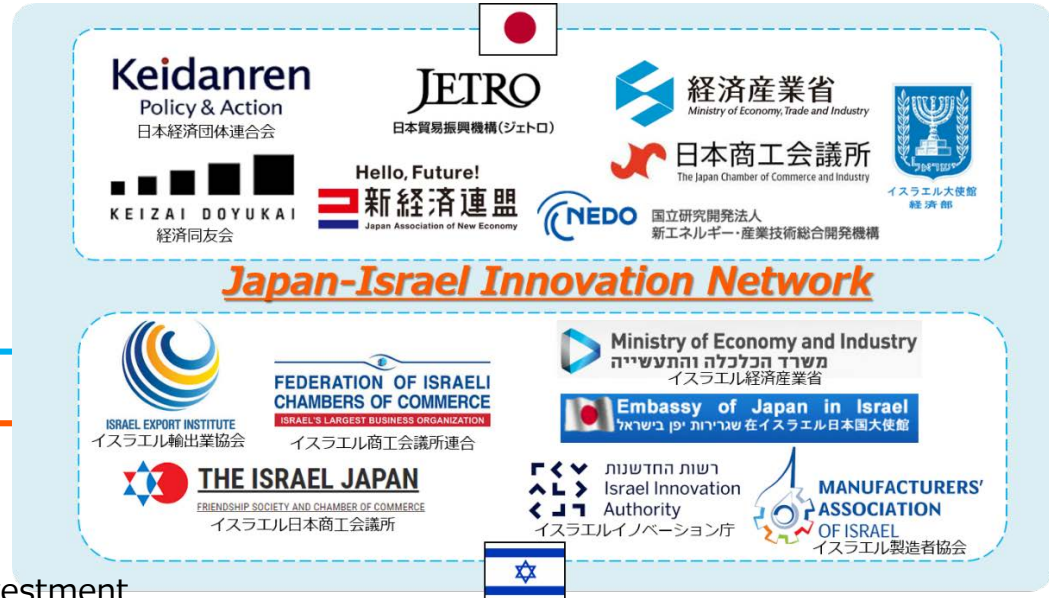 Keidanren
Policy & Action
日本経済団体連合会
JETRO
日本貿易振興機構(ジェトロ)
経済産業省
Ministry of Economy, Trade and Industry
日本商工会議所
The Japan Chamber of Commerce and Industry
イスラエル大使館
経済部
KEIZAI DOYUKAI
経済同友会
Hello, Future!
新経済連盟
Japan Association of New Economy
NEDO
国立研究開発法人
新エネルギー・産業技術総合開発機構
Japan-Israel Innovation Network
ISRAEL EXPORT INSTITUTE
イスラエル輸出業協会
FEDERATION OF ISRAELI
CHAMBERS OF COMMERCE
ISRAEL'S LARGEST BUSINESS ORGANIZATION
イスラエル商工会議所連合
Ministry of Economy and Industry
משרד הכלכלה והתעשייה
イスラエル経済産業省
Embassy of Japan in Israel
שגרירות יפן בישראל 在イスラエル日本国大使館
THE ISRAEL JAPAN
FRIENDSHIP SOCIETY AND CHAMBER OF COMMERCE
イスラエル日本商工会議所
רשות החדשנות
Israel Innovation
Authority
イスラエルイノベーション庁
MANUFACTURERS'
ASSOCIATION
OF ISRAEL
イスラエル製造者協会
estment